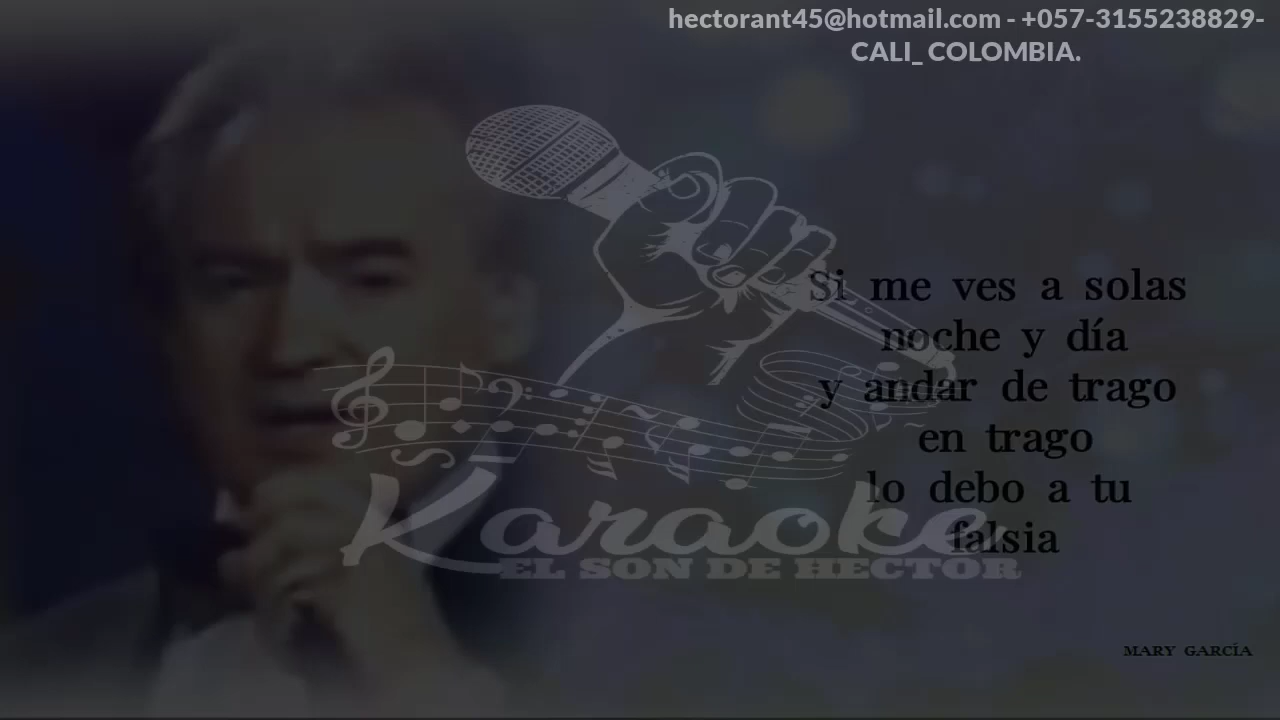 hectorant45@hotmail.com - +057-3155238829-
CALI_ COLOMBIA.
Si me ves a solas
noche y día
y andar de trago
en trago
lo debo a tu
falsia
Karaoke
EL SON DE HECTOR
MARY GARCÍA